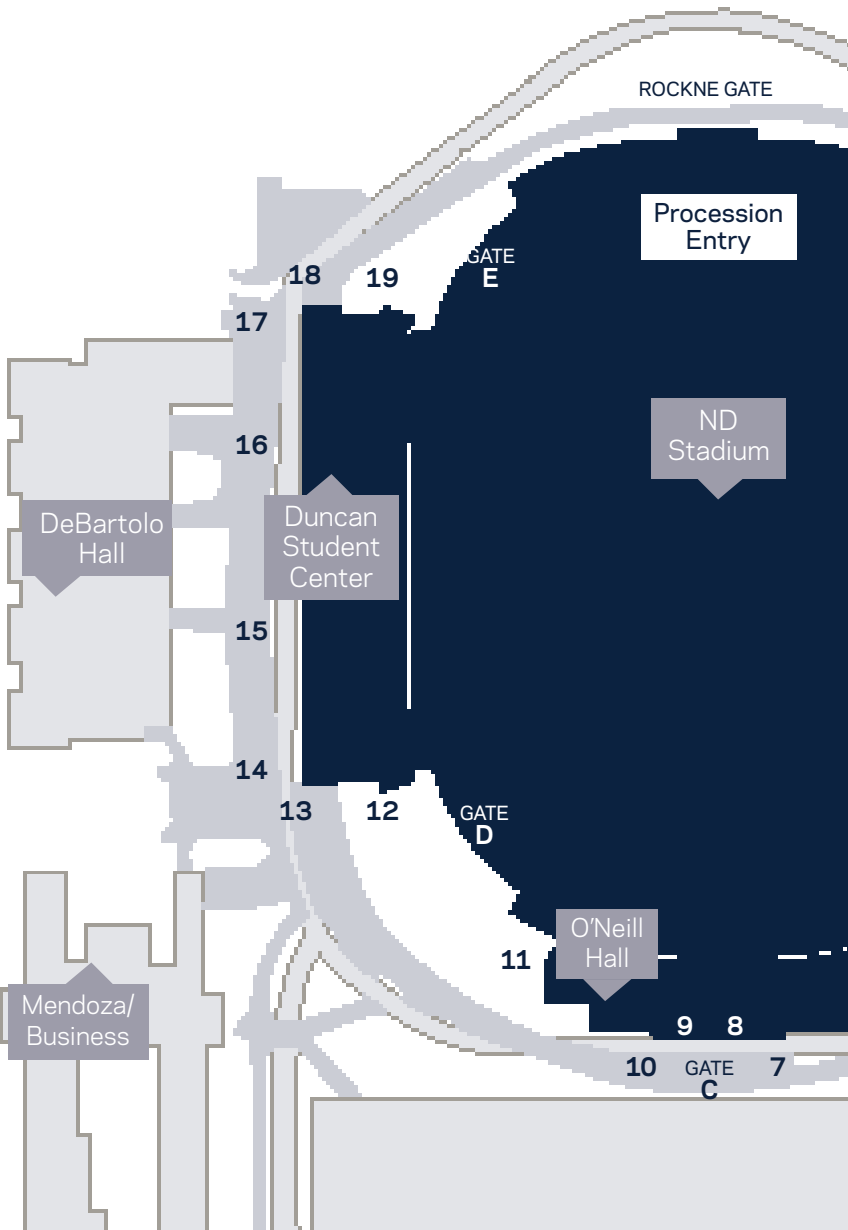 ROCKNE GATE
Procession
Entry
GATE
E
18
19
17
ND
Stadium
16
DeBartolo
Hall
Duncan
Student
Center
15
14
13
12
GATE
D
O'Neill
Hall
11
Mendoza/
Business
9
8
10
GATE
C
7